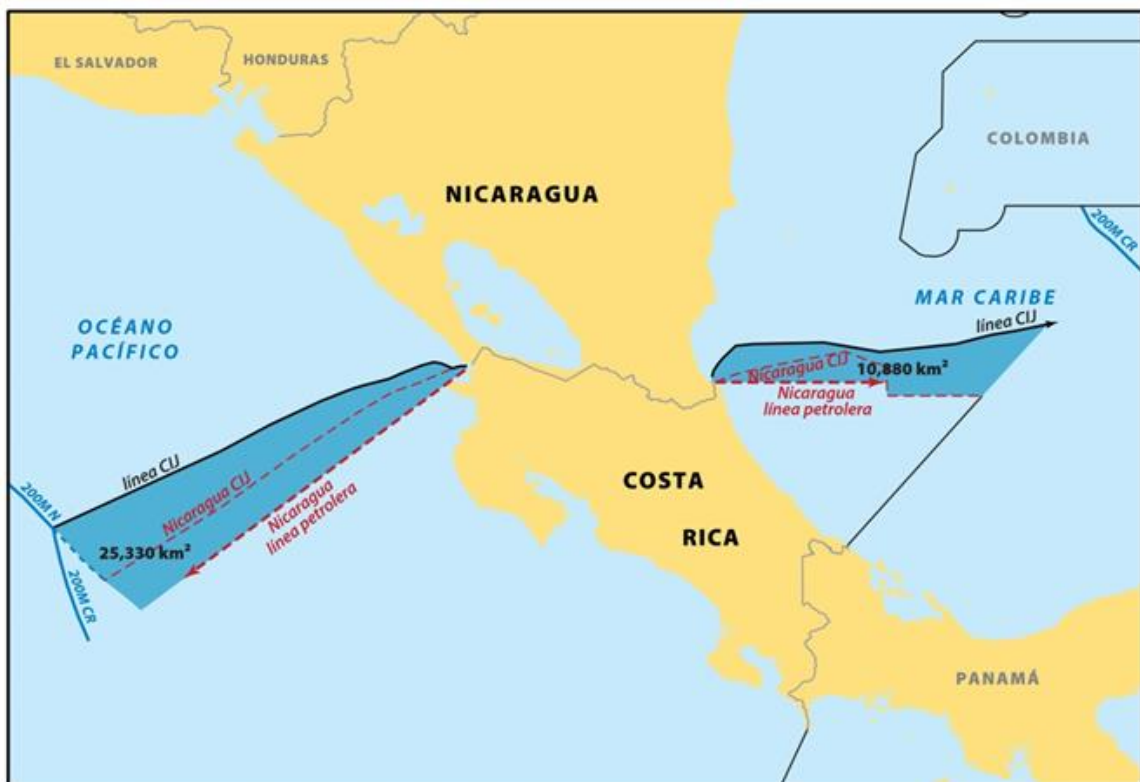 EL SALVADOR
HONDURAS
COLOMBIA
NICARAGUA
200M CR
MAR CARIBE
línea CIJ
OCÉANO
PACÍFICO
Nicaragua CIJ
10,880 km²
Nicaragua
línea petrolera
línea CIJ
Nicaragua CIJ
Nicaragua
línea petrolera
COSTA
RICA
200M N
25,330 km²
200M CR
PANAMÁ